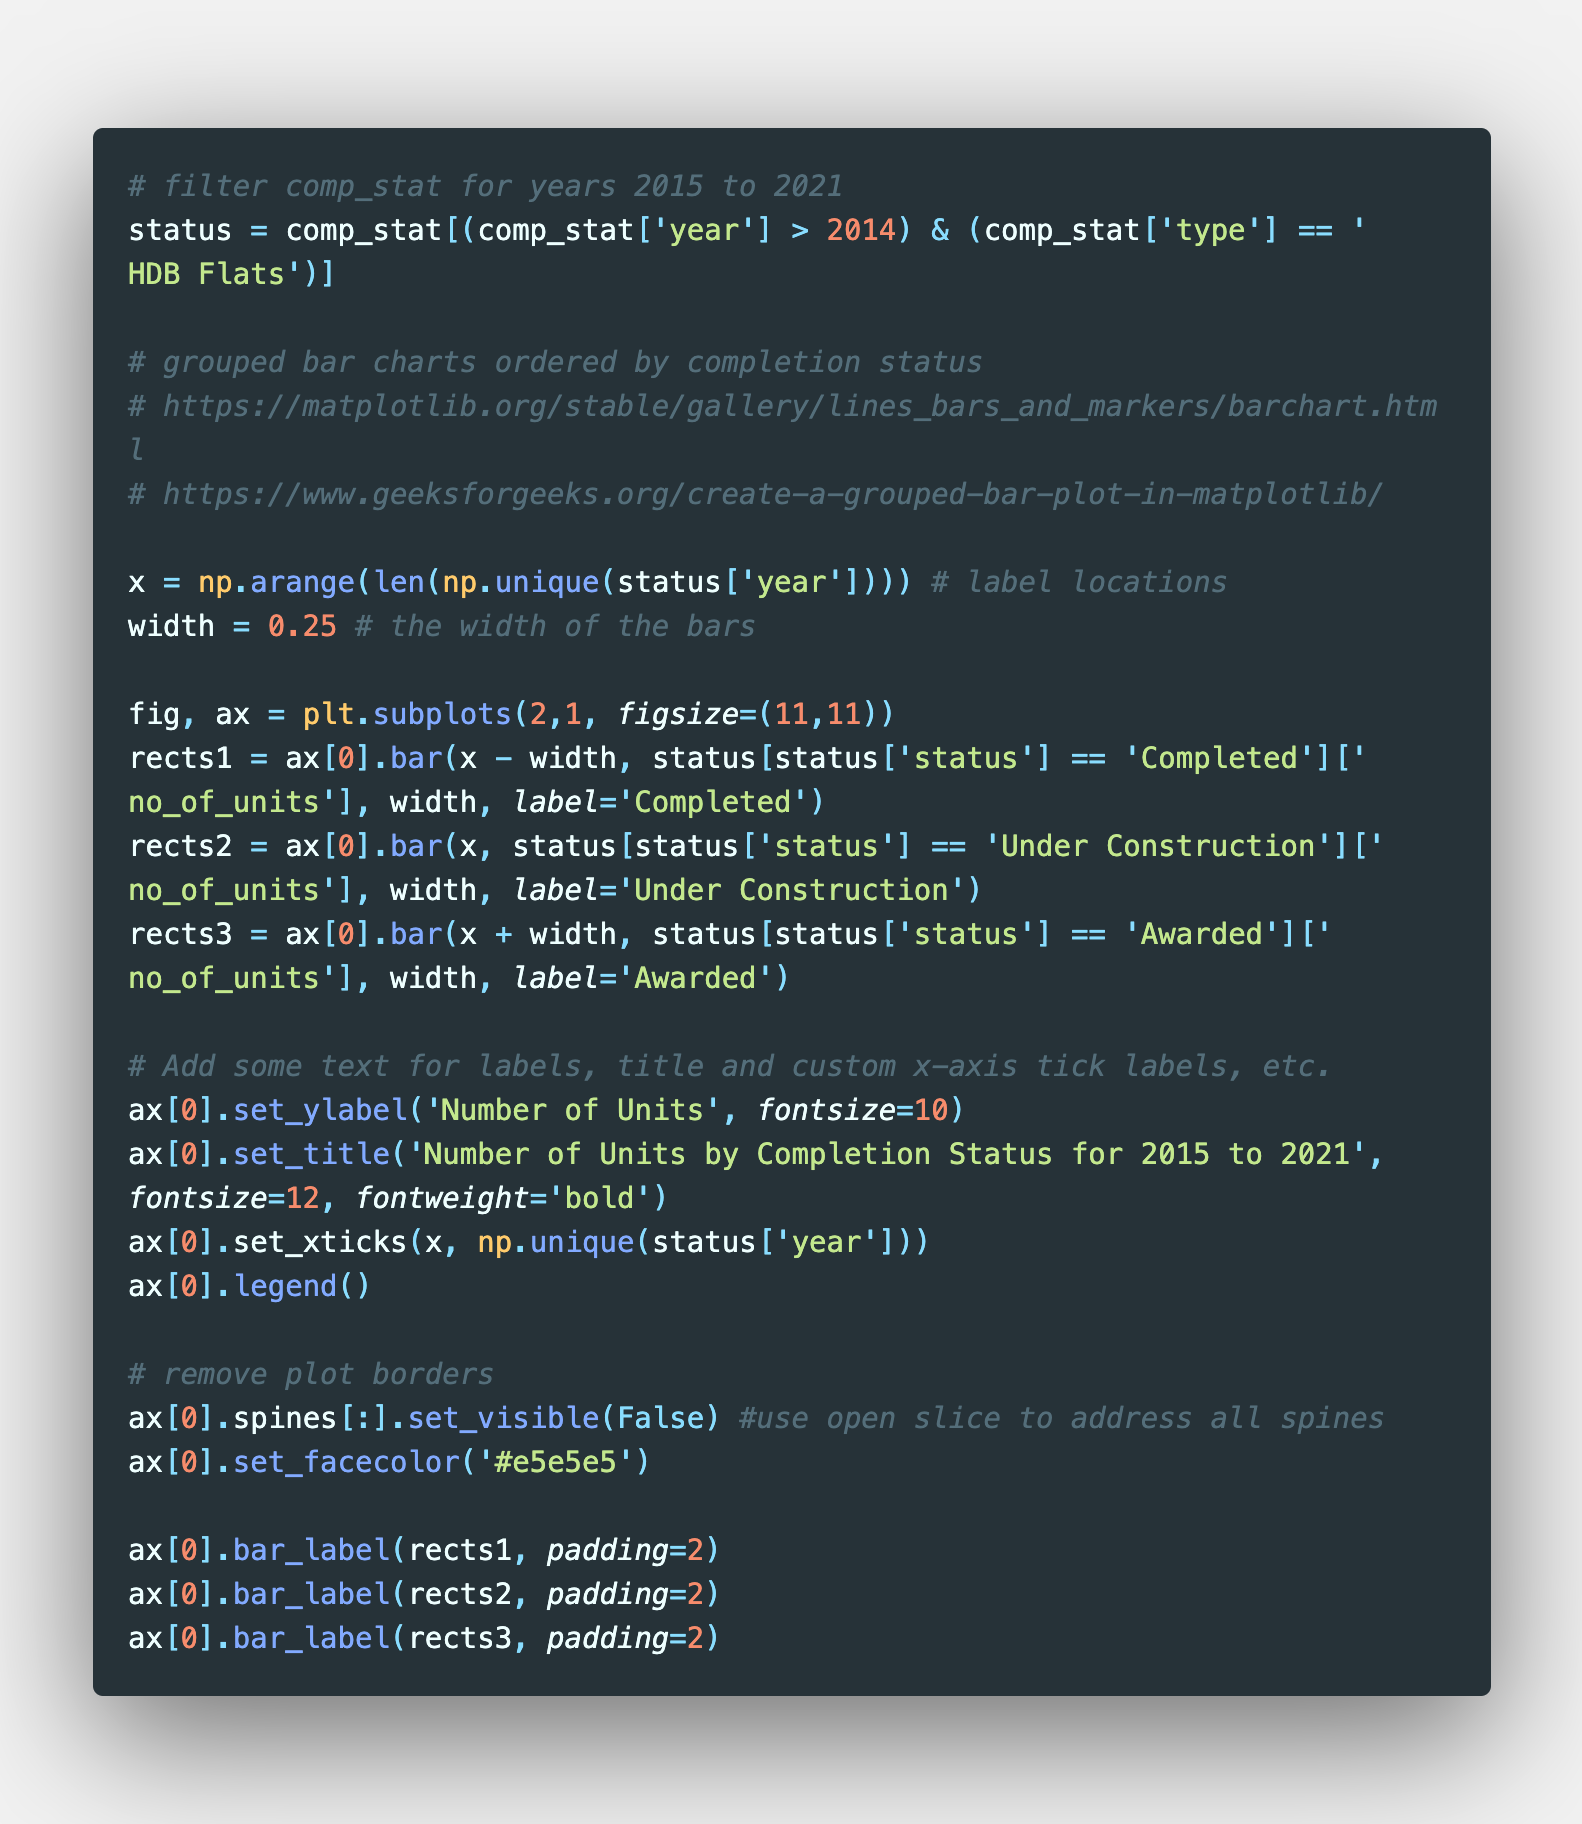 # filter comp_stat for years 2015 to 2021
status = comp_stat[(comp_stat['year'] > 2014) & (comp_stat['type'] == '
HDB Flats')]
# grouped bar charts ordered by completion status
# https://matplotlib.org/stable/gallery/lines_bars_and_markers/barchart.htm
l
# https://www.geeksforgeeks.org/create-a-grouped-bar-plot-in-matplotlib/
x = np.arange(len(np.unique(status['year']))) # label locations
width = 0.25 # the width of the bars
fig, ax = plt.subplots(2,1, figsize=(11,11))
rects1 = ax[0].bar(x - width, status[status['status'] == 'Completed']['
no_of_units'], width, label='Completed')
rects2 = ax[0].bar(x, status[status['status'] == 'Under Construction']['
no_of_units'], width, label='Under Construction')
rects3 = ax[0].bar(x + width, status[status['status'] == 'Awarded']['
no_of_units'], width, label='Awarded')
# Add some text for labels, title and custom x-axis tick labels, etc.
ax[0].set_ylabel('Number of Units', fontsize=10)
ax[0].set_title('Number of Units by Completion Status for 2015 to 2021',
fontsize=12, fontweight='bold')
ax[0].set_xticks(x, np.unique(status['year']))
ax[0].legend()
# remove plot borders
ax[0].spines[:].set_visible(False) #use open slice to address all spines
ax[0].set_facecolor('#e5e5e5')
ax[0].bar_label(rects1, padding=2)
ax[0].bar_label(rects2, padding=2)
ax[0].bar_label(rects3, padding=2)